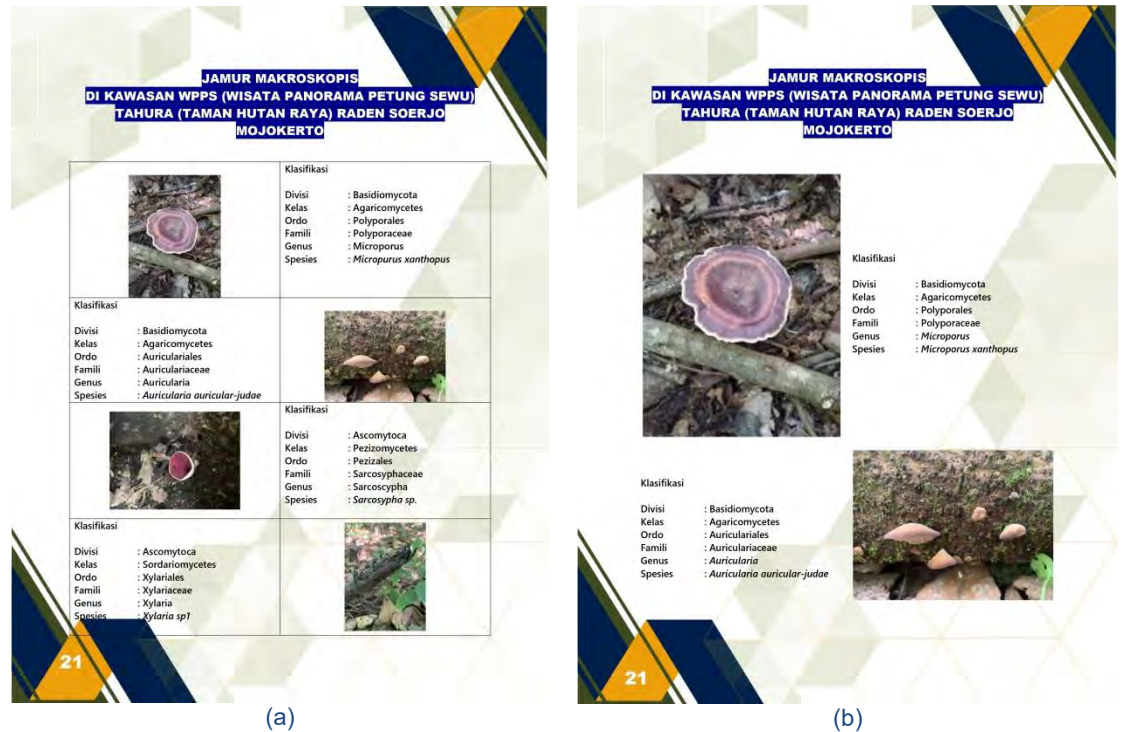 JAMUR MAKROSKOPIS
DI KAWASAN WPPS (WISATA PANORAMA PETUNG SEWU)
TAHURA (TAMAN HUTAN RAYA) RADEN SOERJO
MOJOKERTO
Klasifikasi
Divisi : Basidiomycota
Kelas : Agaricomycetes
Ordo : Polyporales
Famili : Polyporaceae
Genus : Microporus
Spesies : Micropurus xanthopus
Klasifikasi
Divisi : Basidiomycota
Kelas : Agaricomycetes
Ordo : Auriculariales
Famili : Auriculariaceae
Genus : Auricularia
Spesies : Auricularia auricular-judae
Klasifikasi
Divisi : Ascomytoca
Kelas : Pezizomycetes
Ordo : Pezizales
Famili : Sarcosyphaceae
Genus : Sarcoscypha
Spesies : Sarcosypha sp.
Klasifikasi
Divisi : Ascomytoca
Kelas : Sordariomycetes
Ordo : Xylariales
Famili : Xylariaceae
Genus : Xylaria
Spesies : Xylaria sp1
21
(a)
JAMUR MAKROSKOPIS
DI KAWASAN WPPS (WISATA PANORAMA PETUNG SEWU)
TAHURA (TAMAN HUTAN RAYA) RADEN SOERJO
MOJOKERTO
Klasifikasi
Divisi : Basidiomycota
Kelas : Agaricomycetes
Ordo : Polyporales
Famili : Polyporaceae
Genus : Microporus
Spesies : Microporus xanthopus
Klasifikasi
Divisi : Basidiomycota
Kelas : Agaricomycetes
Ordo : Auriculariales
Famili : Auriculariaceae
Genus : Auricularia
Spesies : Auricularia auricular-judae
21
(b)